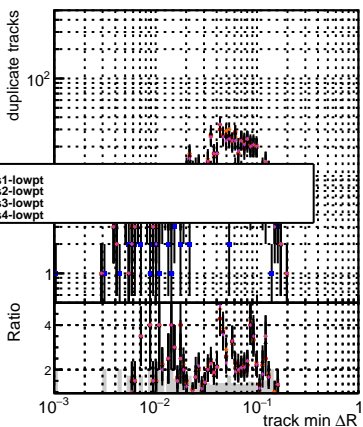 duplicate tracks
10²
s1-lowpt
s2-lowpt
s3-lowpt
s4-lowpt
1
Ratio
4
2
10⁻³ 10⁻² 10⁻¹ 1
track min ΔR